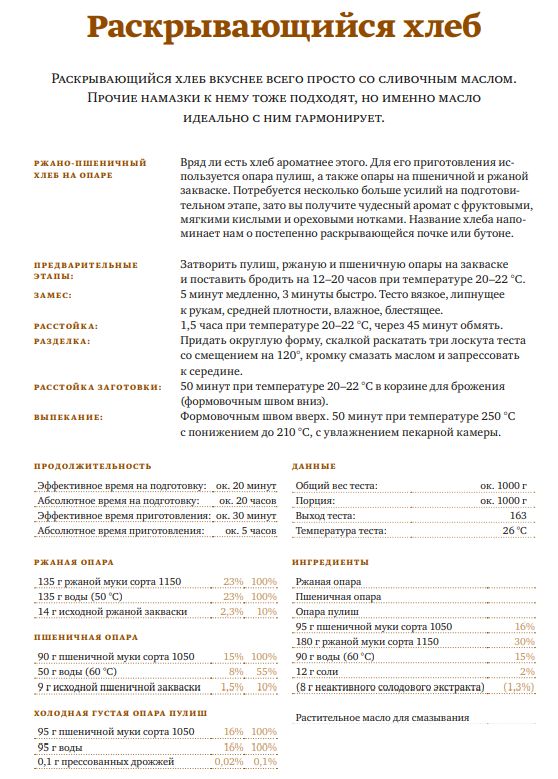 Раскрывающийся хлеб
Раскрывающийся хлеб вкуснее всего просто со сливочным маслом.
Прочие намазки к нему тоже подходят, но именно масло
идеально с ним гармонирует.
ржано-пшеничный
хлеб на опаре
Вряд ли есть хлеб ароматнее этого. Для его приготовления ис-
пользуется опара пулиш, а также опары на пшеничной и ржаной
закваске. Потребуется несколько больше усилий на подготови-
тельном этапе, зато вы получите чудесный аромат с фруктовыми,
мягкими кислыми и ореховыми нотками. Название хлеба напо-
минает нам о постепенно раскрывающейся почке или бутоне.
предварительные
этапы:
Затворить пулиш, ржаную и пшеничную опары на закваске
и поставить бродить на 12–20 часов при температуре 20–22 °C.
замес: 5 минут медленно, 3 минуты быстро. Тесто вязкое, липнущее
к рукам, средней плотности, влажное, блестящее.
расстойка: 1,5 часа при температуре 20–22 °C, через 45 минут обмять.
разделка: Придать округлую форму, скалкой раскатать три лоскута теста
со смещением на 120°, кромку смазать маслом и запрессовать
к середине.
расстойка заготовки: 50 минут при температуре 20–22 °C в корзине для брожения
(формовочным швом вниз).
выпекание: Формовочным швом вверх. 50 минут при температуре 250 °C
с понижением до 210 °C, с увлажнением пекарной камеры.
продолжительность
Эффективное время на подготовку: ок. 20 минут
Абсолютное время на подготовку: ок. 20 часов
Эффективное время приготовления: ок. 30 минут
Абсолютное время приготовления: ок. 5 часов
данные
Общий вес теста: ок. 1000 г
Порция: ок. 1000 г
Выход теста: 163
Температура теста: 26 °C
ржаная опара
135 г ржаной муки сорта 1150 23% 100%
135 г воды (50 °C) 23% 100%
14 г исходной ржаной закваски 2,3% 10%
пшеничная опара
90 г пшеничной муки сорта 1050 15% 100%
50 г воды (60 °C) 8% 55%
9 г исходной пшеничной закваски 1,5% 10%
холодная густая опара пулиш
95 г пшеничной муки сорта 1050 16% 100%
95 г воды 16% 100%
0,1 г прессованных дрожжей 0,02% 0,1%
ингредиенты
Ржаная опара
Пшеничная опара
Опара пулиш
95 г пшеничной муки сорта 1050 16%
180 г ржаной муки сорта 1150 30%
90 г воды (60 °C) 15%
12 г соли 2%
(8 г неактивного солодового экстракта) (1,3%)
Растительное масло для смазывания